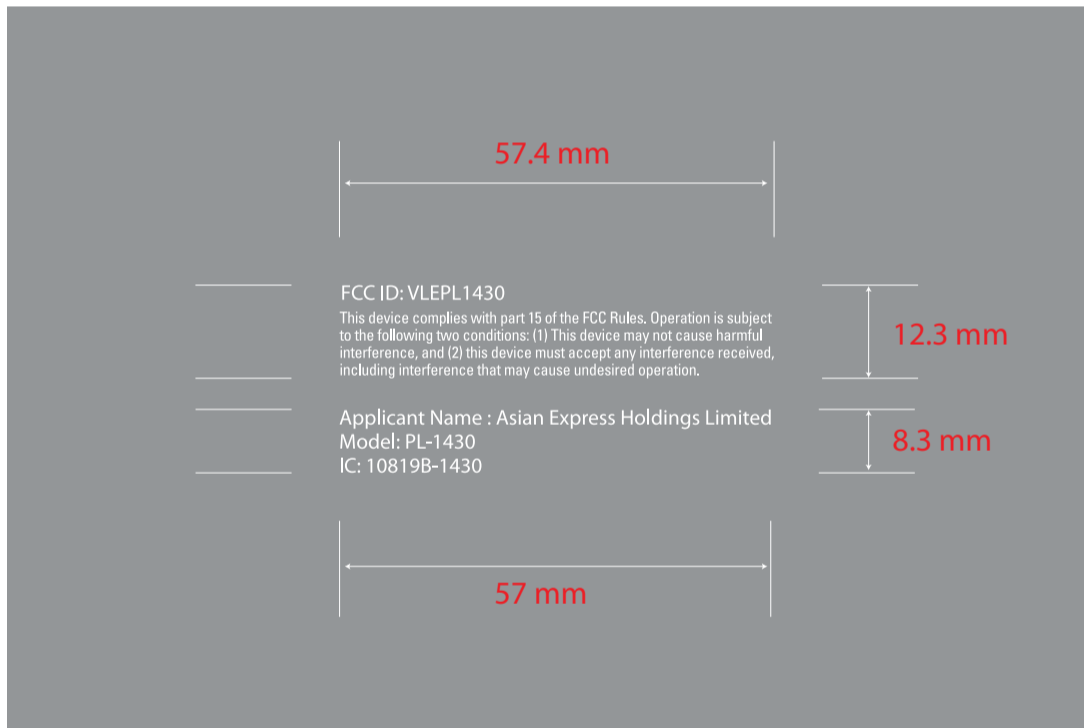 57.4 mm
FCC ID: VLEPL1430
This device complies with part 15 of the FCC Rules. Operation is subject
to the following two conditions: (1) This device may not cause harmful
interference, and (2) this device must accept any interference received,
including interference that may cause undesired operation.
12.3 mm
Applicant Name : Asian Express Holdings Limited
Model: PL-1430
IC: 10819B-1430
8.3 mm
57 mm